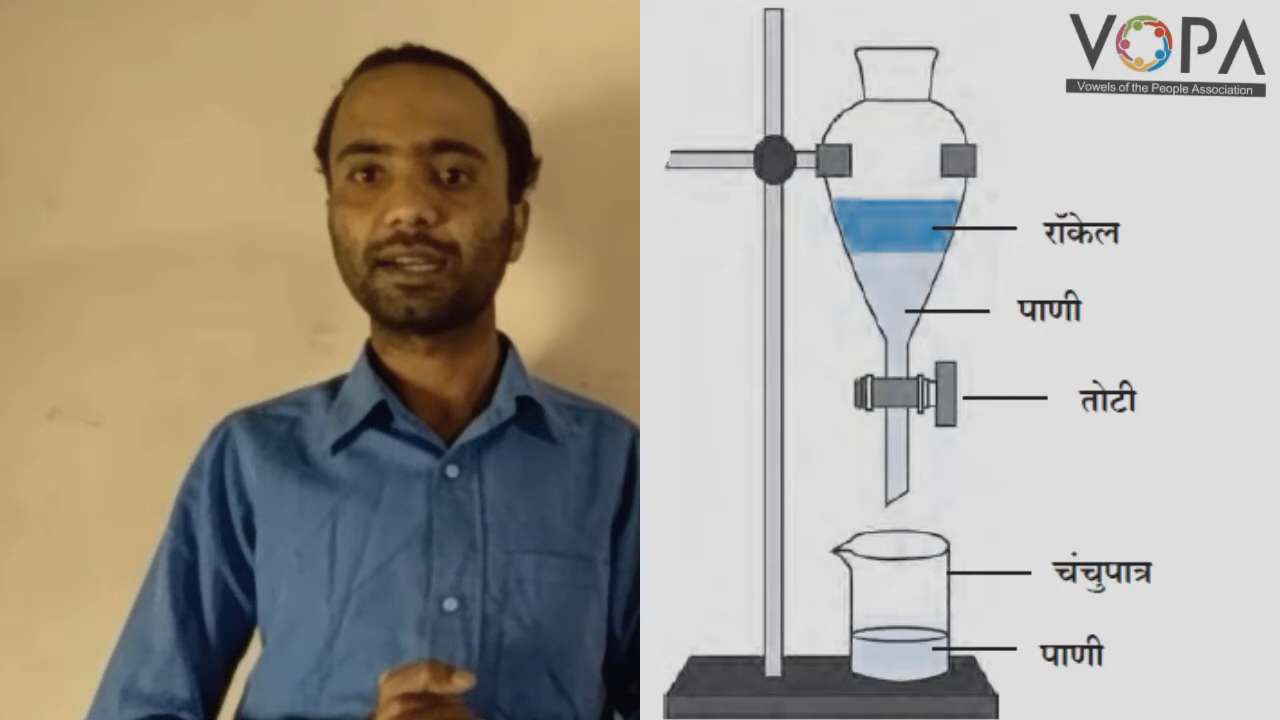 VOPA
Vowels of the People Association
रॉकेल
पाणी
तोटी
चंचुपात्र
पाणी